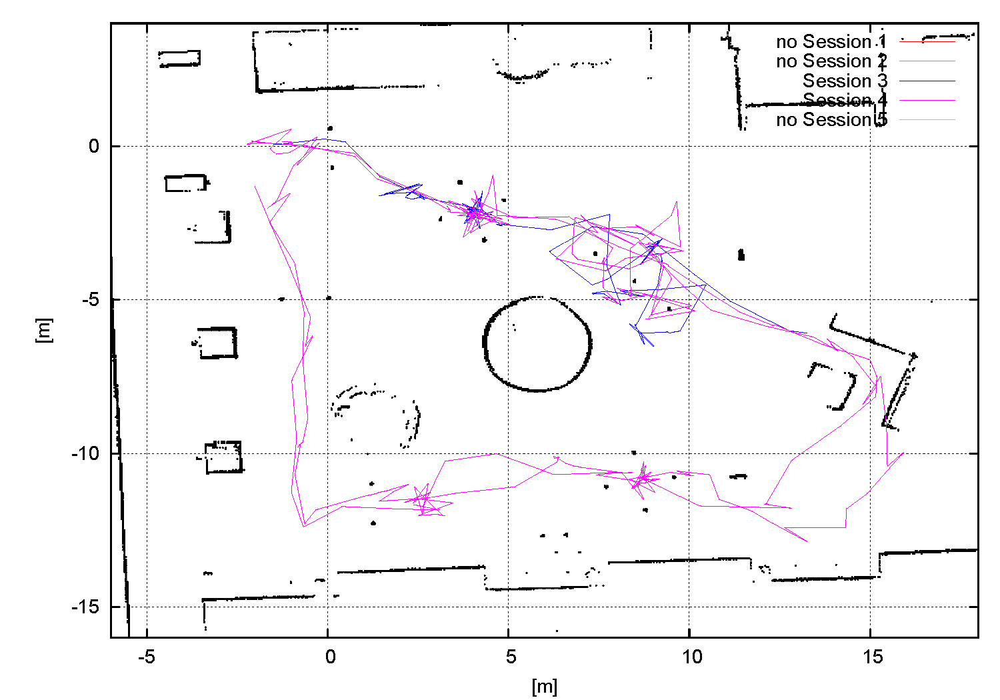 no Session 1
no Session 2
Session 3
Session 4
no Session 5
0
-5
-10
-15
[m]
-5
0
5
10
15
[m]